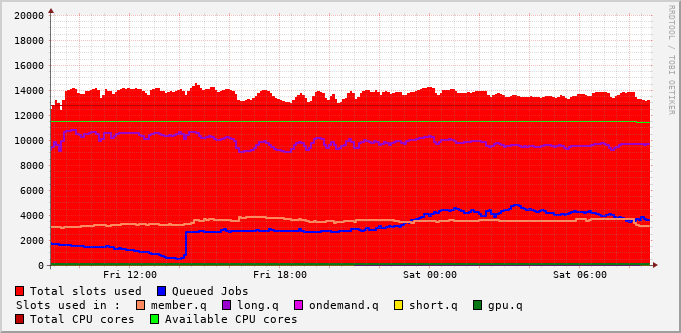 20000
18000
16000
14000
12000
10000
8000
6000
4000
2000
0
Fri 12:00 Fri 18:00 Sat 00:00 Sat 06:00
RRDTOOL / TOBI OETIKER
Total slots used Queued Jobs
Slots used in : member.q long.q ondemand.q short.q gpu.q
Total CPU cores Available CPU cores